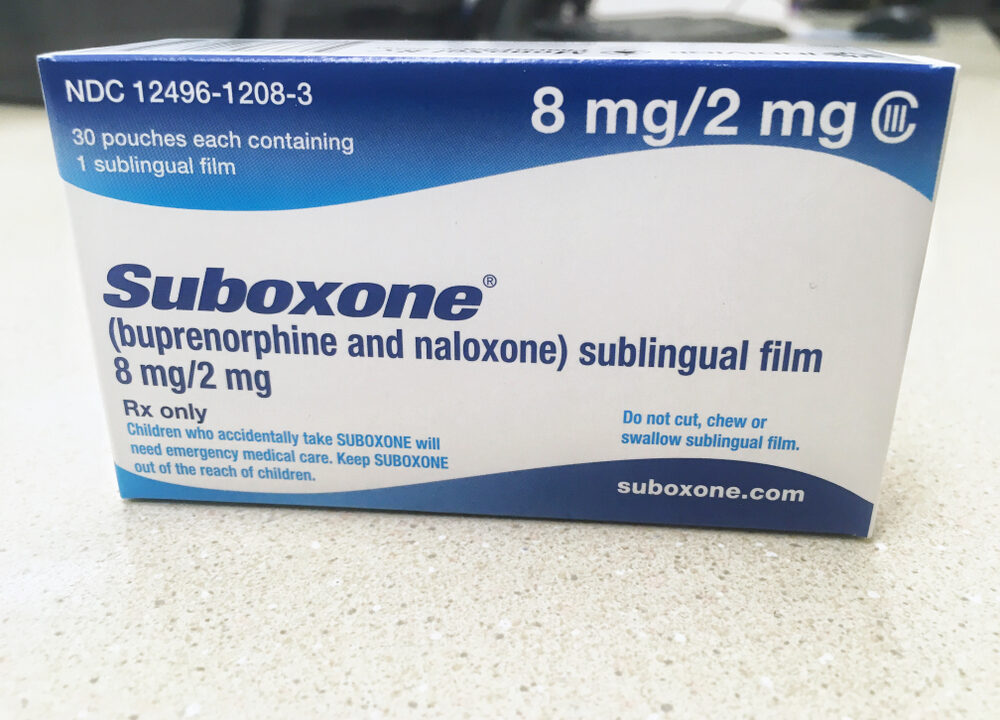 NDC 12496-1208-3
8 mg/2 mg CIII
30 pouches each containing
1 sublingual film
Suboxone®
(buprenorphine and naloxone) sublingual film
8 mg/2 mg
Rx only
Children who accidentally take SUBOXONE will
need emergency medical care. Keep SUBOXONE
out of the reach of children.
Do not cut, chew or
swallow sublingual film.
suboxone.com